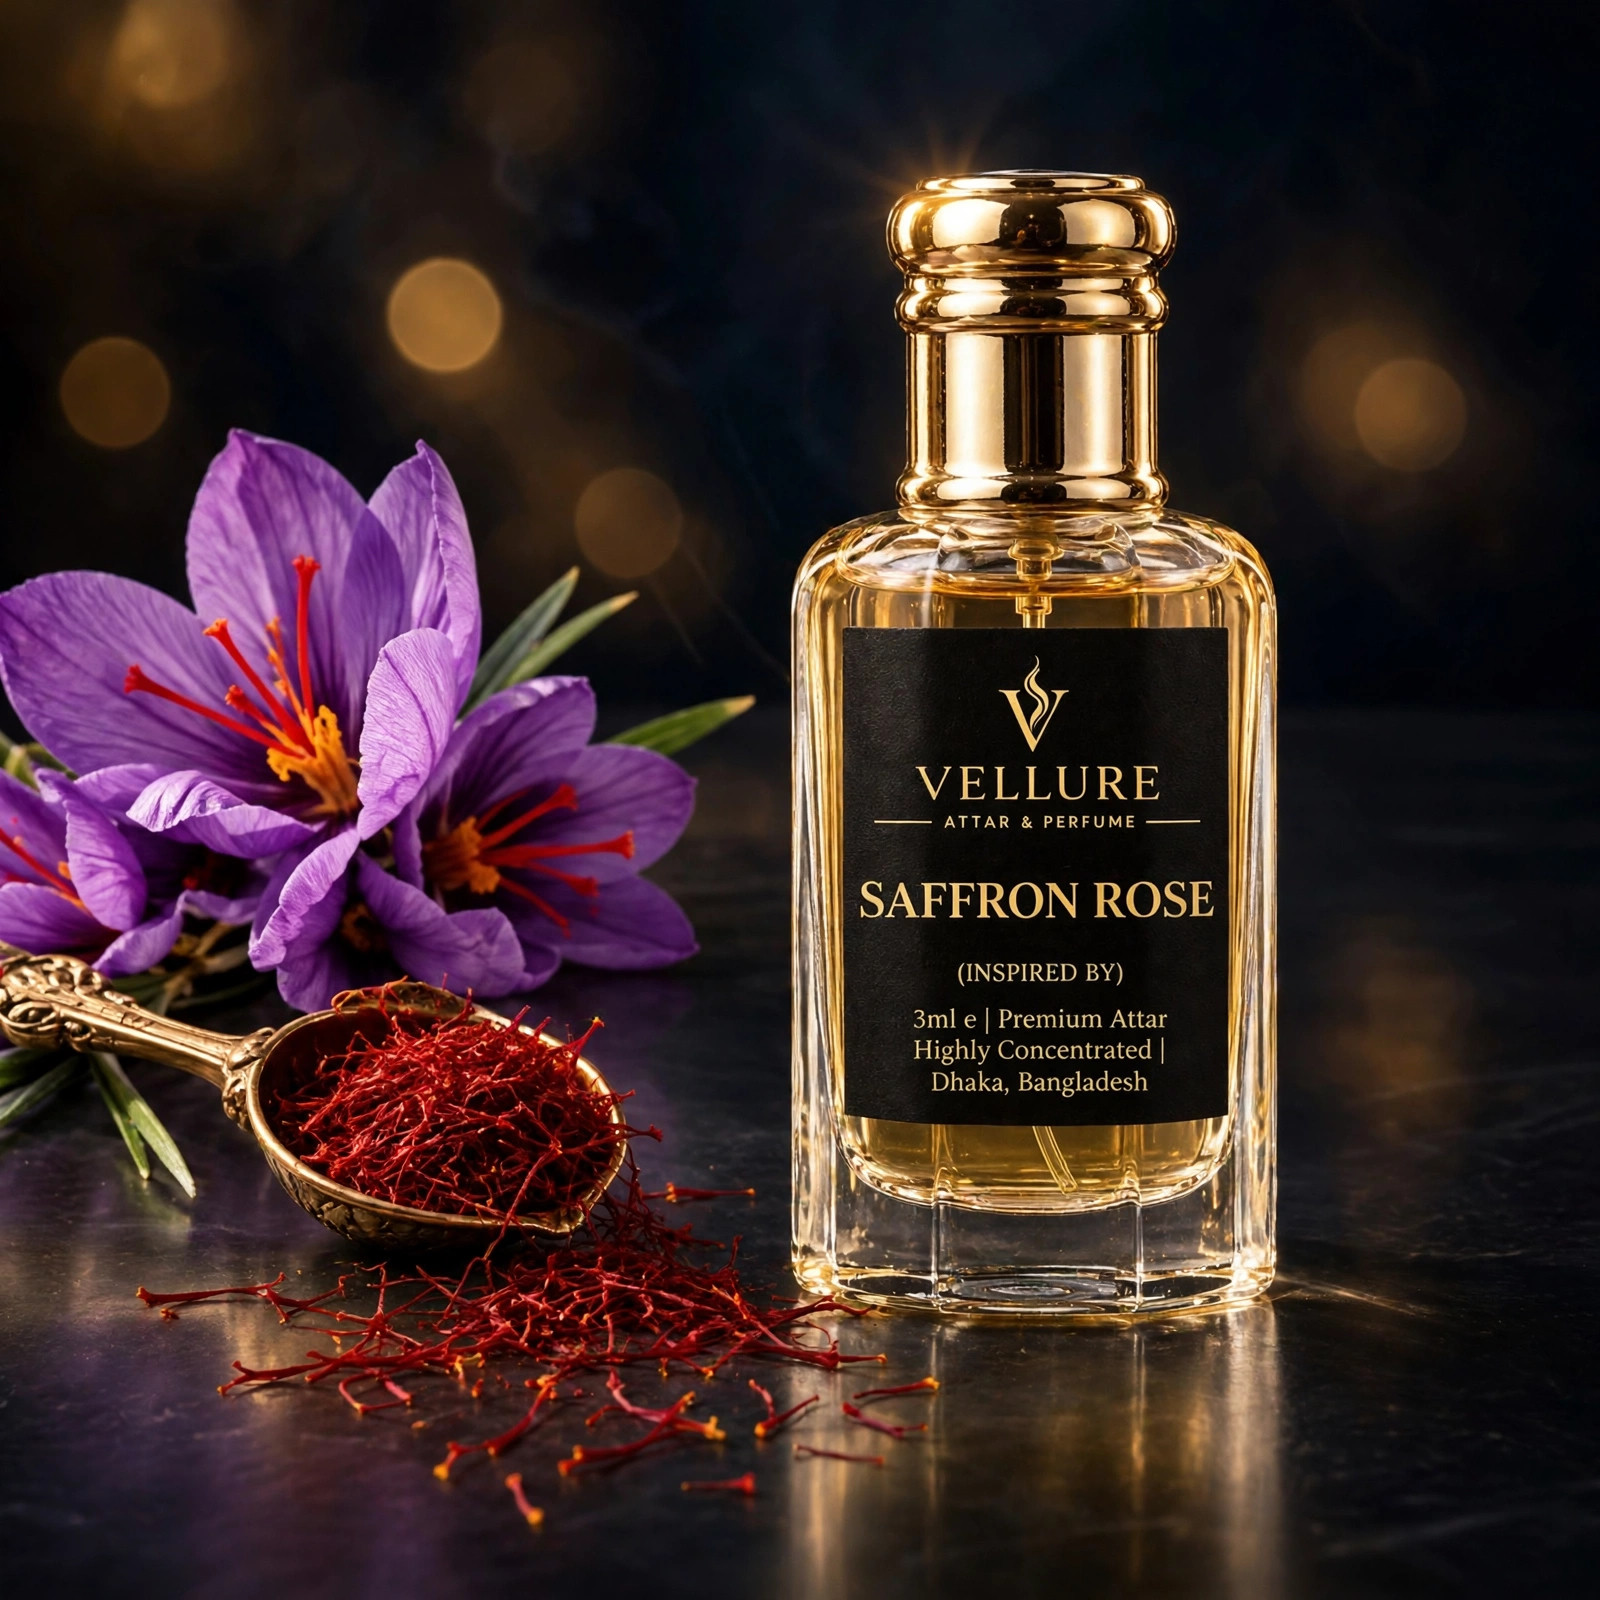 VELLURE
ATTAR & PERFUME
SAFFRON ROSE
(INSPIRED BY)
3ml e | Premium Attar
Highly Concentrated |
Dhaka, Bangladesh